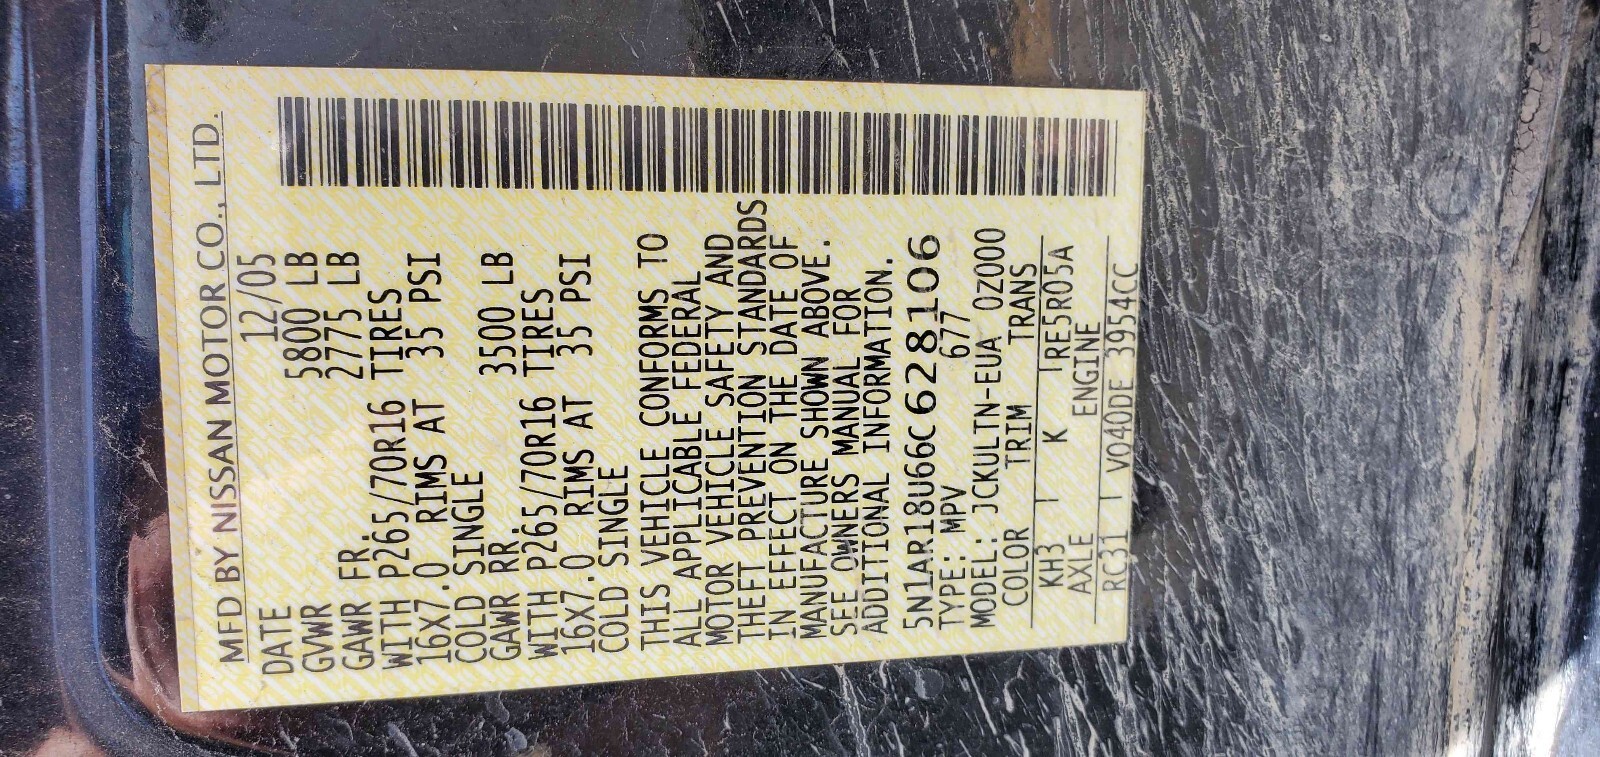 MFD BY NISSAN MOTOR CO., LTD.
DATE 12/05
GVWR 5800 LB
GAWR FR. 2775 LB
WITH P265/70R16 TIRES
16X7.0 RIMS AT 35 PSI
COLD SINGLE
GAWR RR. 3500 LB
WITH P265/70R16 TIRES
16X7.0 RIMS AT 35 PSI
COLD SINGLE
THIS VEHICLE CONFORMS TO
ALL APPLICABLE FEDERAL
MOTOR VEHICLE SAFETY AND
THEFT PREVENTION STANDARDS
IN EFFECT ON THE DATE OF
MANUFACTURE SHOWN ABOVE.
SEE OWNERS MANUAL FOR
ADDITIONAL INFORMATION.
5N1AR18U66C628106
TYPE: MPV 677
MODEL: JCKULTN-EUA 0Z000
COLOR TRIM TRANS
KH3 K RE5R05A
AXLE ENGINE
RC31 VQ40DE 3954CC